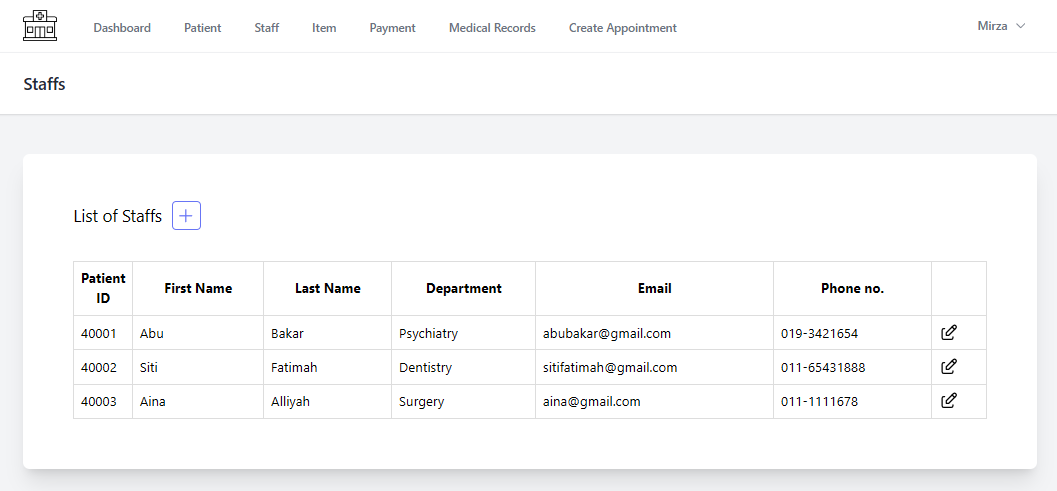 Dashboard Patient Staff Item Payment Medical Records Create Appointment Mirza
Staffs
List of Staffs
Patient ID First Name Last Name Department Email Phone no.
40001 Abu Bakar Psychiatry abubakar@gmail.com 019-3421654
40002 Siti Fatimah Dentistry sitifatimah@gmail.com 011-65431888
40003 Aina Alliyah Surgery aina@gmail.com 011-1111678